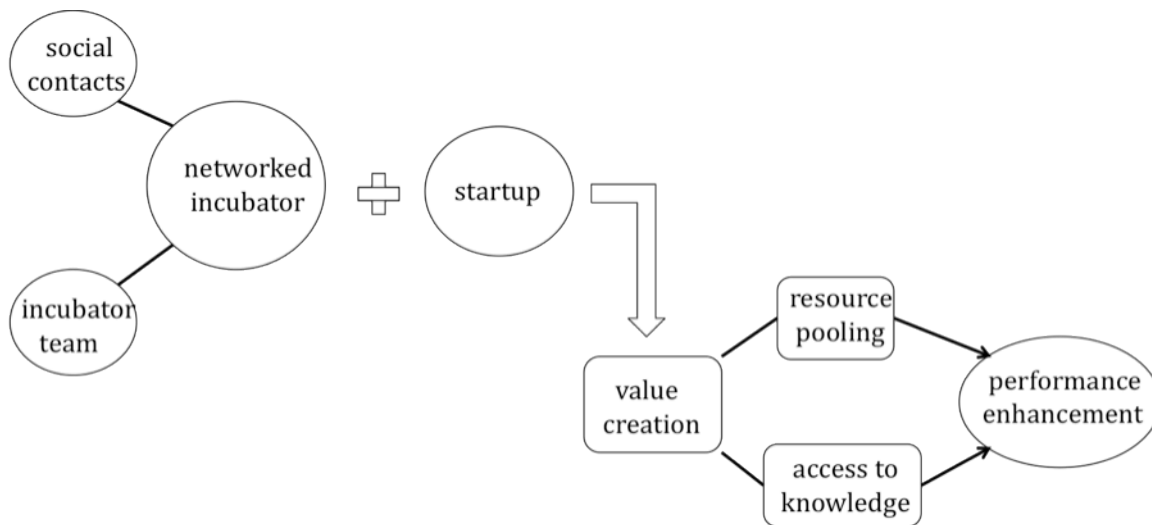 social
contacts
networked
incubator
startup
incubator
team
resource
pooling
value
creation
performance
enhancement
access to
knowledge